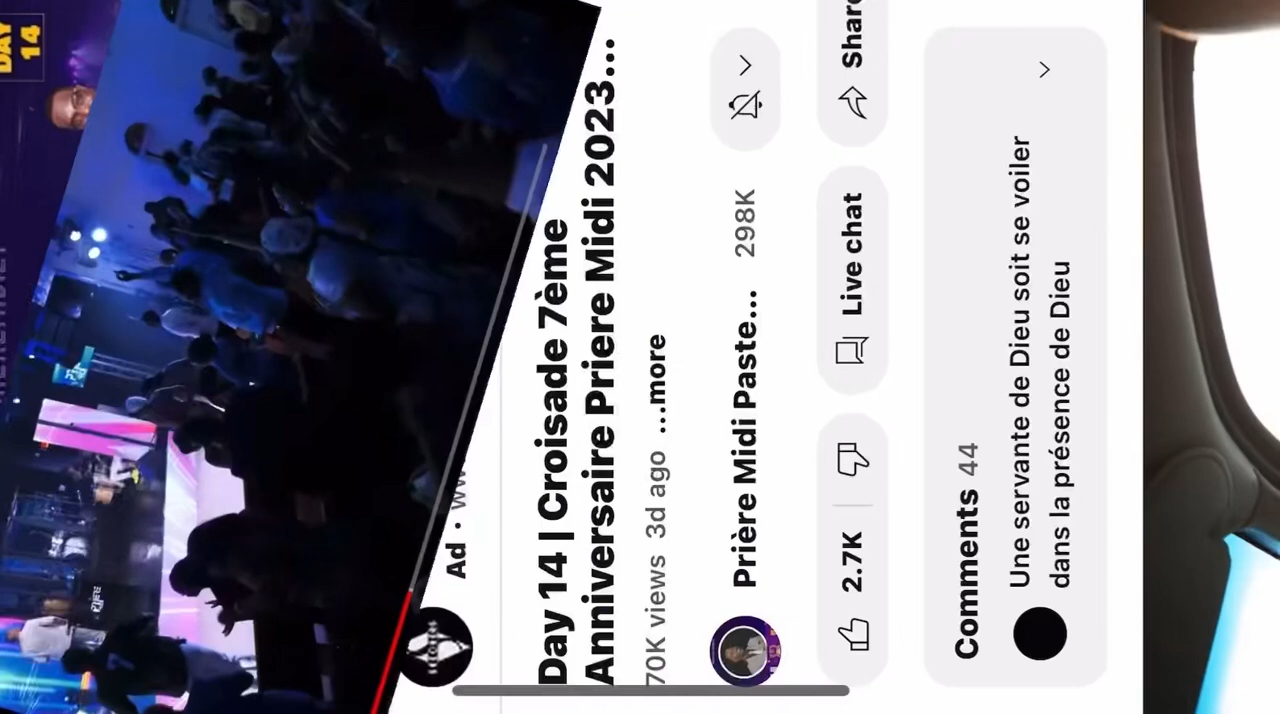 DAY
14
Ad ·
Day 14 | Croisade 7ème
Anniversaire Priere Midi 2023...
70K views 3d ago ...more
Prière Midi Paste... 298K
2.7K
Live chat
Share
Comments 44
Une servante de Dieu soit se voiler
dans la présence de Dieu